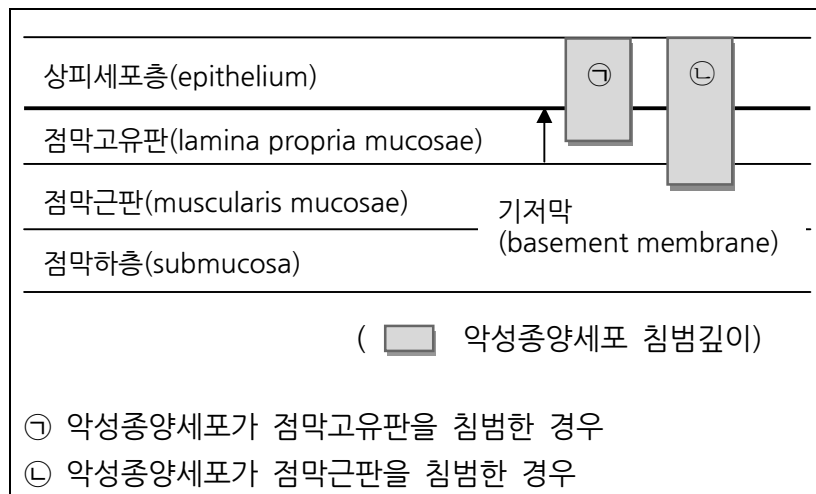 상피세포층(epithelium)
㉠
㉡
점막고유판(lamina propria mucosae)
점막근판(muscularis mucosae)
기저막
(basement membrane)
점막하층(submucosa)
( 악성종양세포 침범깊이)
㉠ 악성종양세포가 점막고유판을 침범한 경우
㉡ 악성종양세포가 점막근판을 침범한 경우